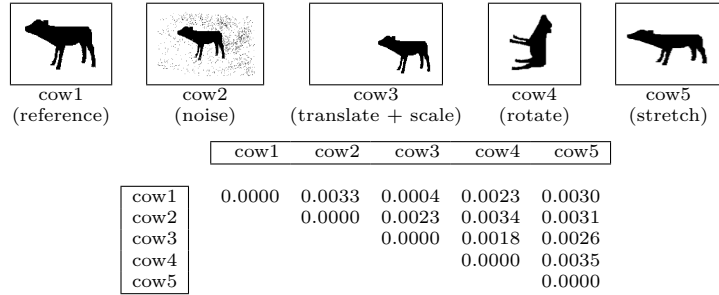 cow1 cow2 cow3 cow4 cow5
(reference) (noise) (translate + scale) (rotate) (stretch)
cow1 cow2 cow3 cow4 cow5
cow1 0.0000 0.0033 0.0004 0.0023 0.0030
cow2 0.0000 0.0023 0.0034 0.0031
cow3 0.0000 0.0018 0.0026
cow4 0.0000 0.0035
cow5 0.0000